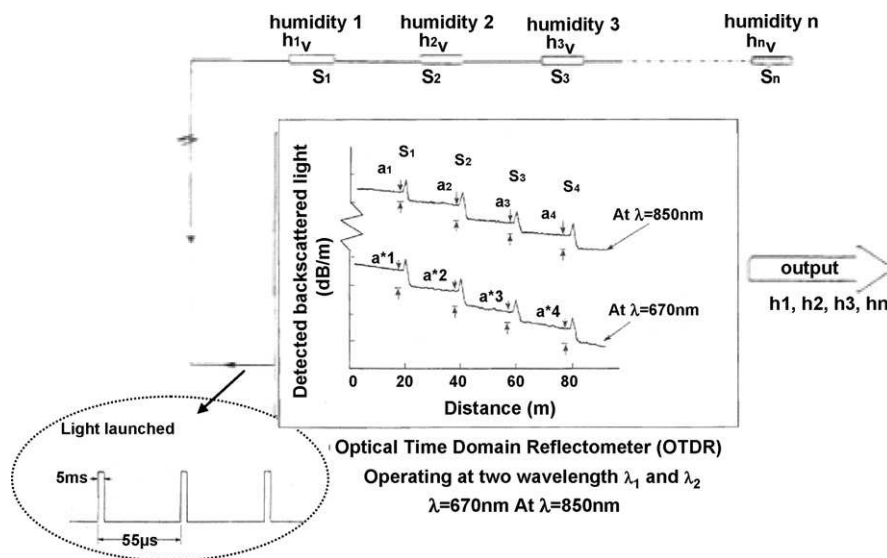 humidity 1 humidity 2 humidity 3 humidity n
h1v h2v h3v hnv
S1 S2 S3 Sn
Detected backscattered light
(dB/m)
S1 S2 S3 S4
a1 a2 a3 a4
At λ=850nm
a*1 a*2 a*3 a*4
At λ=670nm
0 20 40 60 80
Distance (m)
output
h1, h2, h3, hn
Optical Time Domain Reflectometer (OTDR)
Operating at two wavelength λ1 and λ2
λ=670nm At λ=850nm
Light launched
5ms
55μs